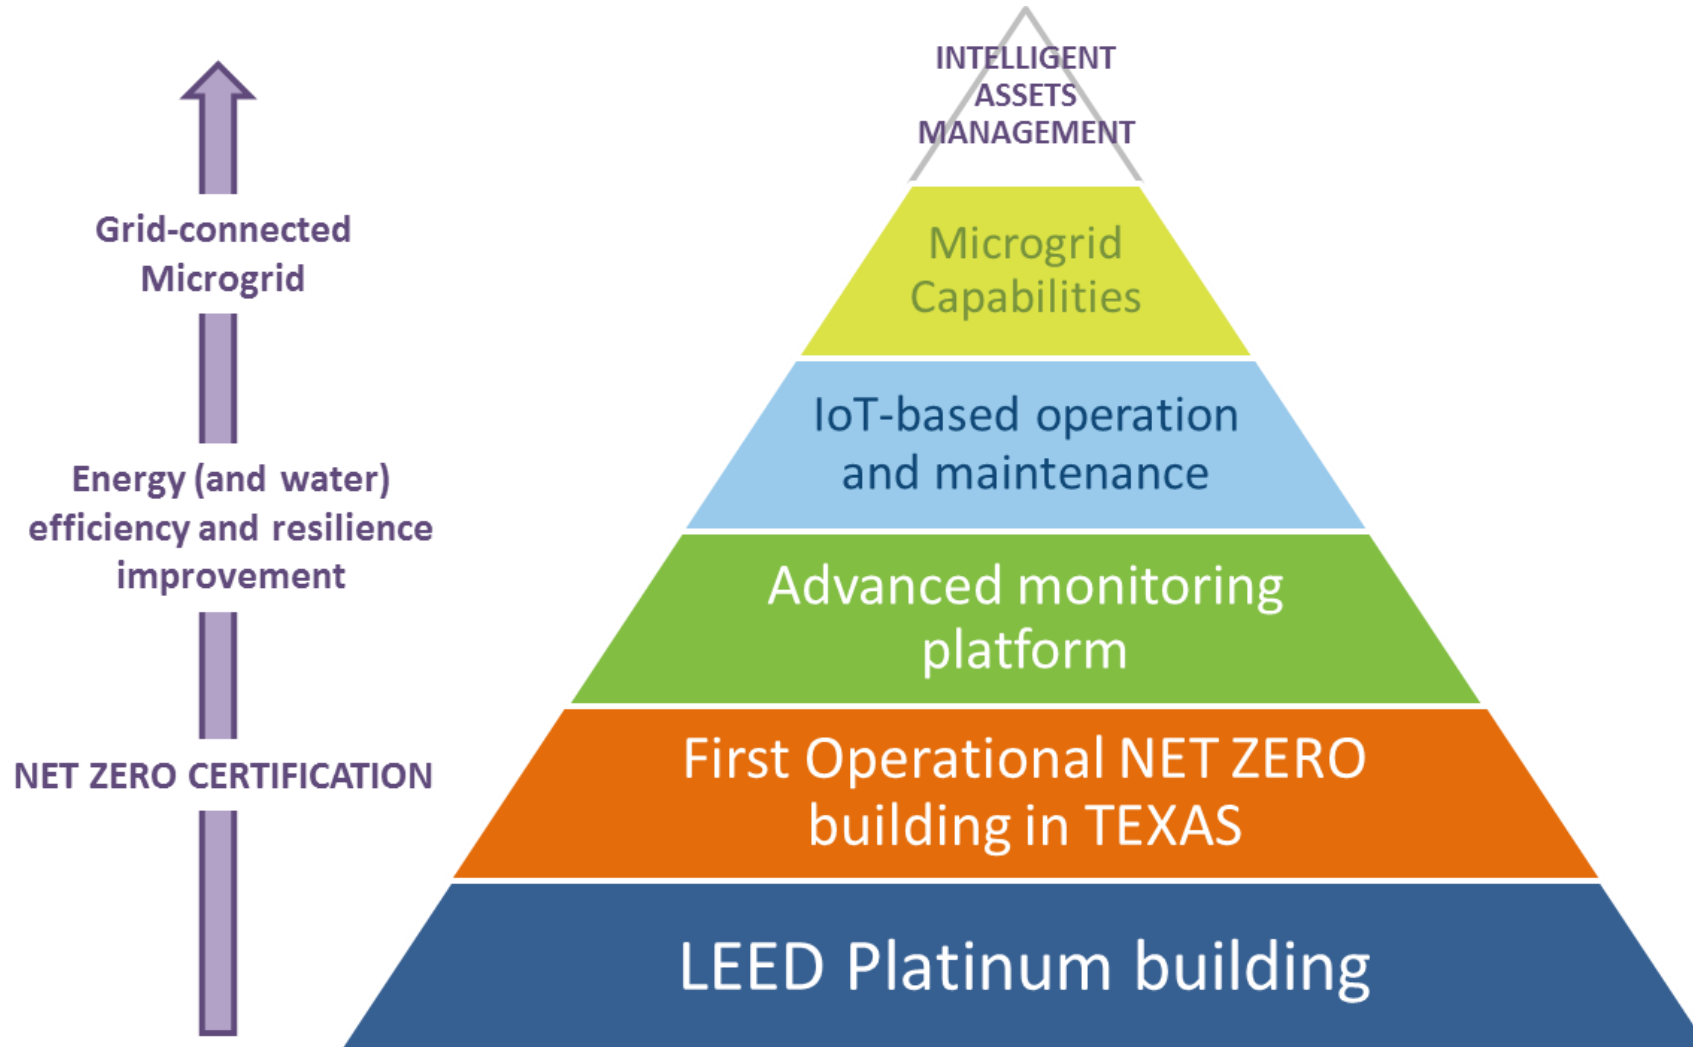 Grid-connected
Microgrid
Energy (and water)
efficiency and resilience
improvement
NET ZERO CERTIFICATION
INTELLIGENT
ASSETS
MANAGEMENT
Microgrid
Capabilities
IoT-based operation
and maintenance
Advanced monitoring
platform
First Operational NET ZERO
building in TEXAS
LEED Platinum building